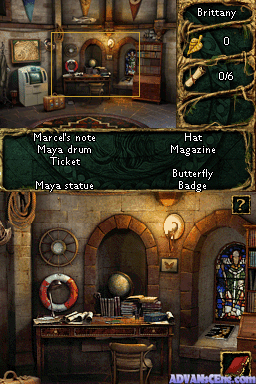 Brittany
0
0/6
Marcel's note
Hat
Maya drum
Magazine
Ticket
Butterfly
Maya statue
Badge
?
ADVANSCENE.com